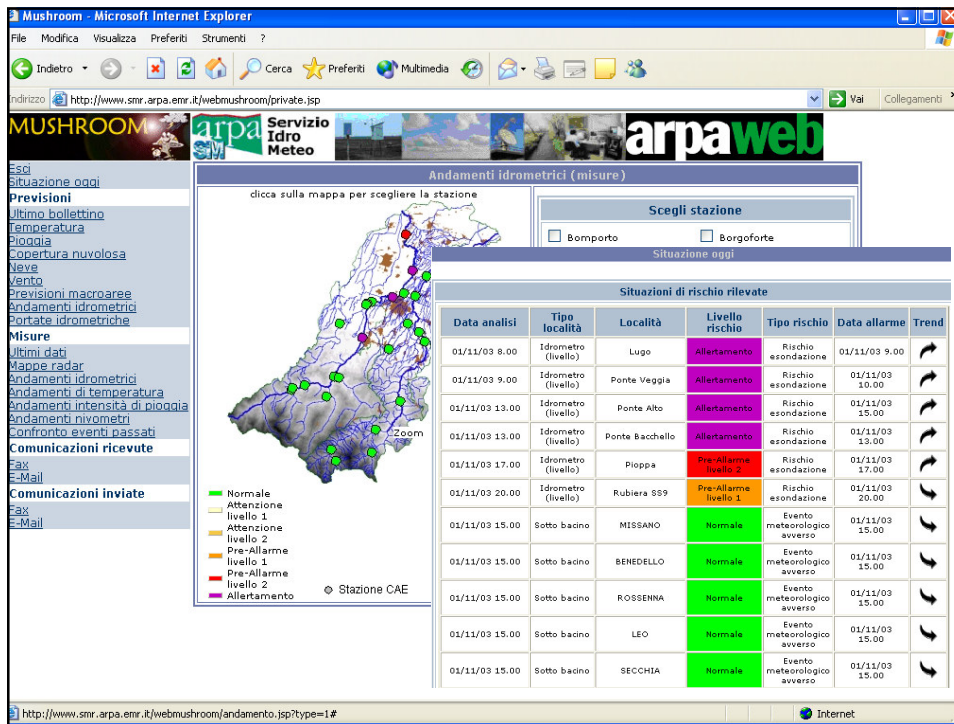 Mushroom - Microsoft Internet Explorer
File Modifica Visualizza Preferiti Strumenti ?
Indietro Cerca Preferiti Multimedia
ndirizzo http://www.smr.arpa.emr.it/webmushroom/private.jsp Vai Collegamenti
MUSHROOM
arpa
SM
Servizio
Idro
Meteo
arpaweb
Esci
Situazione oggi
Previsioni
Ultimo bollettino
Temperatura
Pioggia
Copertura nuvolosa
Neve
Vento
Previsioni macroaree
Andamenti idrometrici
Portate idrometriche
Misure
Ultimi dati
Mappe radar
Andamenti idrometrici
Andamenti di temperatura
Andamenti intensità di pioggia
Andamenti nivometri
Confronto eventi passati
Comunicazioni ricevute
Fax
E-Mail
Comunicazioni inviate
Fax
E-Mail
Andamenti idrometrici (misure)
clicca sulla mappa per scegliere la stazione
Zoom
Normale
Attenzione
livello 1
Attenzione
livello 2
Pre-Allarme
livello 1
Pre-Allarme
livello 2
Allertamento
Stazione CAE
Scegli stazione
Bomporto Borgoforte
Situazione oggi
Situazioni di rischio rilevate
Data analisi Tipo località Località Livello rischio Tipo rischio Data allarme Trend
01/11/03 8.00 Idrometro (livello) Lugo Allertamento Rischio esondazione 01/11/03 9.00
01/11/03 9.00 Idrometro (livello) Ponte Veggia Allertamento Rischio esondazione 01/11/03 10.00
01/11/03 13.00 Idrometro (livello) Ponte Alto Allertamento Rischio esondazione 01/11/03 15.00
01/11/03 13.00 Idrometro (livello) Ponte Bacchello Allertamento Rischio esondazione 01/11/03 13.00
01/11/03 17.00 Idrometro (livello) Pioppa Pre-Allarme livello 2 Rischio esondazione 01/11/03 17.00
01/11/03 20.00 Idrometro (livello) Rubiera SS9 Pre-Allarme livello 1 Rischio esondazione 01/11/03 20.00
01/11/03 15.00 Sotto bacino MISSANO Normale Evento meteorologico avverso 01/11/03 15.00
01/11/03 15.00 Sotto bacino BENEDELLO Normale Evento meteorologico avverso 01/11/03 15.00
01/11/03 15.00 Sotto bacino ROSSENNA Normale Evento meteorologico avverso 01/11/03 15.00
01/11/03 15.00 Sotto bacino LEO Normale Evento meteorologico avverso 01/11/03 15.00
01/11/03 15.00 Sotto bacino SECCHIA Normale Evento meteorologico avverso 01/11/03 15.00
http://www.smr.arpa.emr.it/webmushroom/andamento.jsp?type=1# Internet